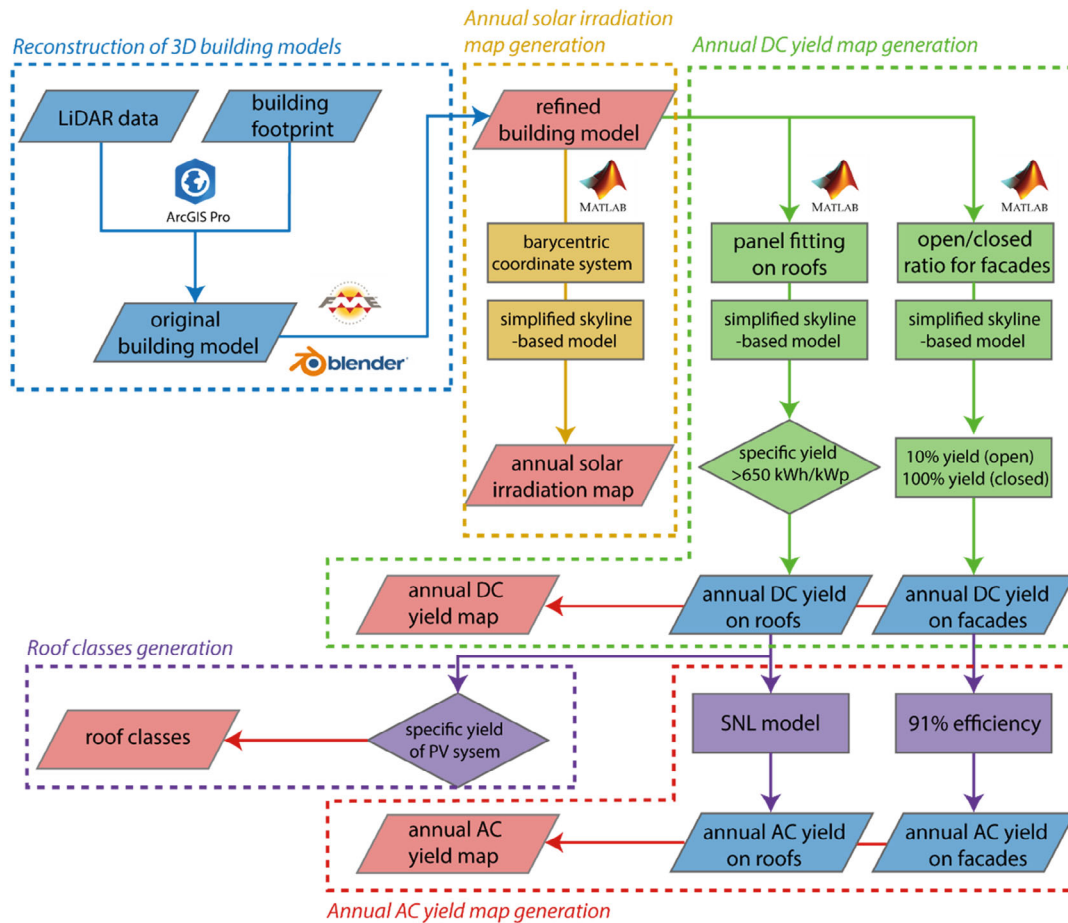 Reconstruction of 3D building models
LiDAR data
building
footprint
ArcGIS Pro
original
building model
FME
blender
Annual solar irradiation
map generation
refined
building model
MATLAB
barycentric
coordinate system
simplified skyline
-based model
annual solar
irradiation map
Annual DC yield map generation
MATLAB
panel fitting
on roofs
simplified skyline
-based model
specific yield
>650 kWh/kWp
MATLAB
open/closed
ratio for facades
simplified skyline
-based model
10% yield (open)
100% yield (closed)
annual DC
yield map
annual DC yield
on roofs
annual DC yield
on facades
Roof classes generation
roof classes
specific yield
of PV sysem
SNL model
91% efficiency
annual AC
yield map
annual AC yield
on roofs
annual AC yield
on facades
Annual AC yield map generation